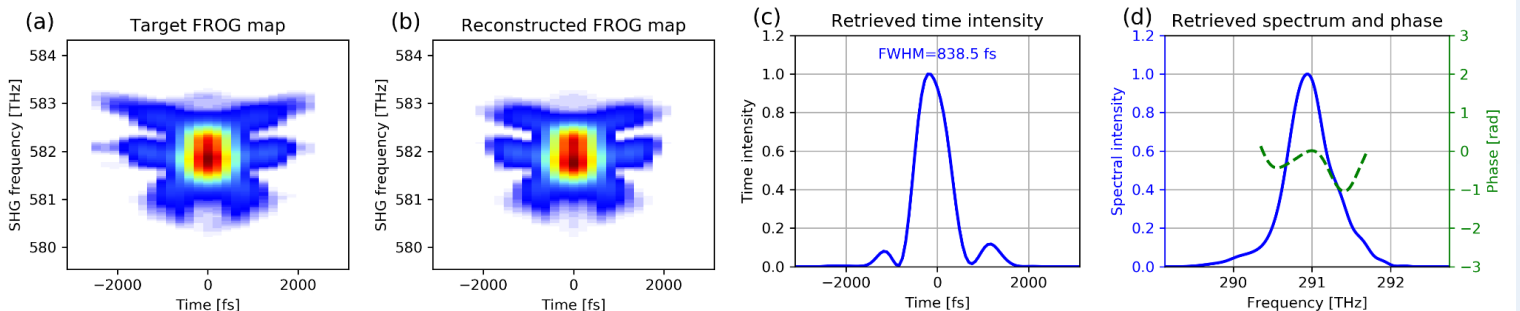 (a) Target FROG map
584
583
582
581
580
SHG frequency [THz]
−2000 0 2000
Time [fs]
(b) Reconstructed FROG map
584
583
582
581
580
SHG frequency [THz]
−2000 0 2000
Time [fs]
(c) Retrieved time intensity
FWHM=838.5 fs
1.2
1.0
0.8
0.6
0.4
0.2
0.0
Time intensity
−2000 0 2000
Time [fs]
(d) Retrieved spectrum and phase
1.2
1.0
0.8
0.6
0.4
0.2
0.0
Spectral intensity
290 291 292
Frequency [THz]
3
2
1
0
−1
−2
−3
Phase [rad]